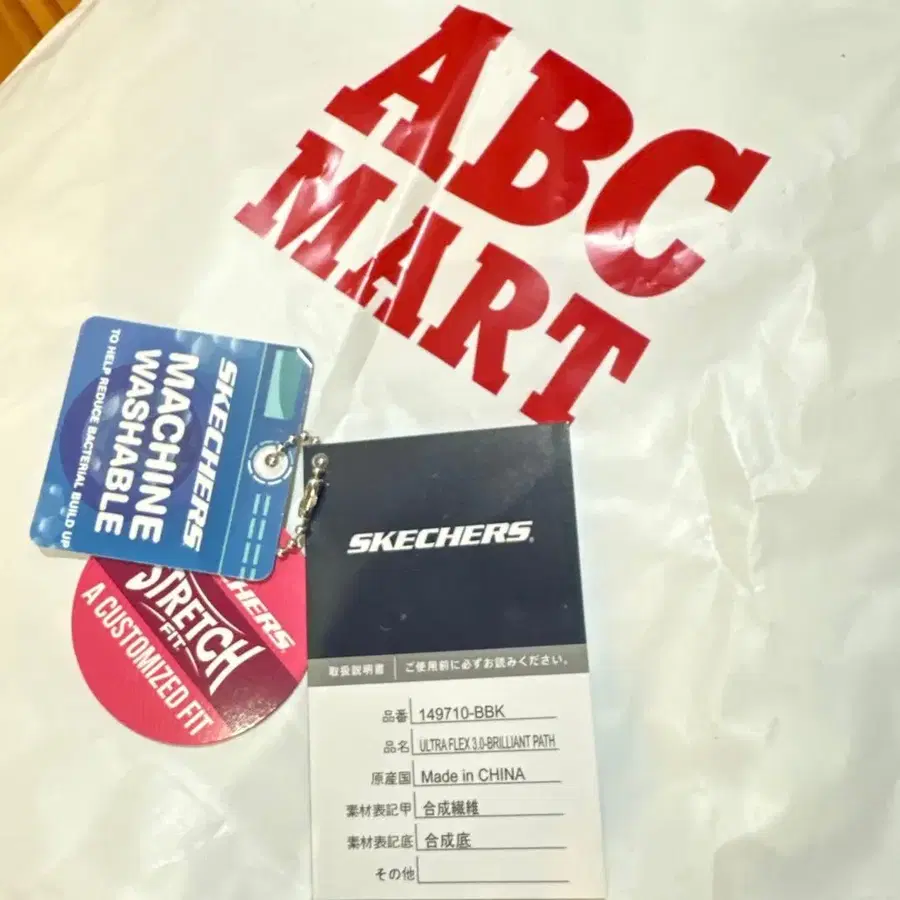 ABC
MART
SKECHERS
MACHINE
WASHABLE
TO HELP REDUCE BACTERIAL BUILD UP
HERS
STRETCH
FIT
A CUSTOMIZED FIT
SKECHERS
取扱説明書 ご使用前に必ずお読みください。
品番 149710-BBK
品名 ULTRA FLEX 3.0-BRILLIANT PATH
原産国 Made in CHINA
素材表記甲 合成繊維
素材表記底 合成底
その他